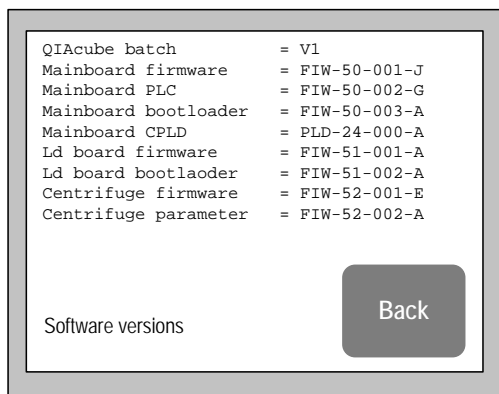 QIAcube batch = V1
Mainboard firmware = FIW-50-001-J
Mainboard PLC = FIW-50-002-G
Mainboard bootloader = FIW-50-003-A
Mainboard CPLD = PLD-24-000-A
Ld board firmware = FIW-51-001-A
Ld board bootlaoder = FIW-51-002-A
Centrifuge firmware = FIW-52-001-E
Centrifuge parameter = FIW-52-002-A
Software versions
Back